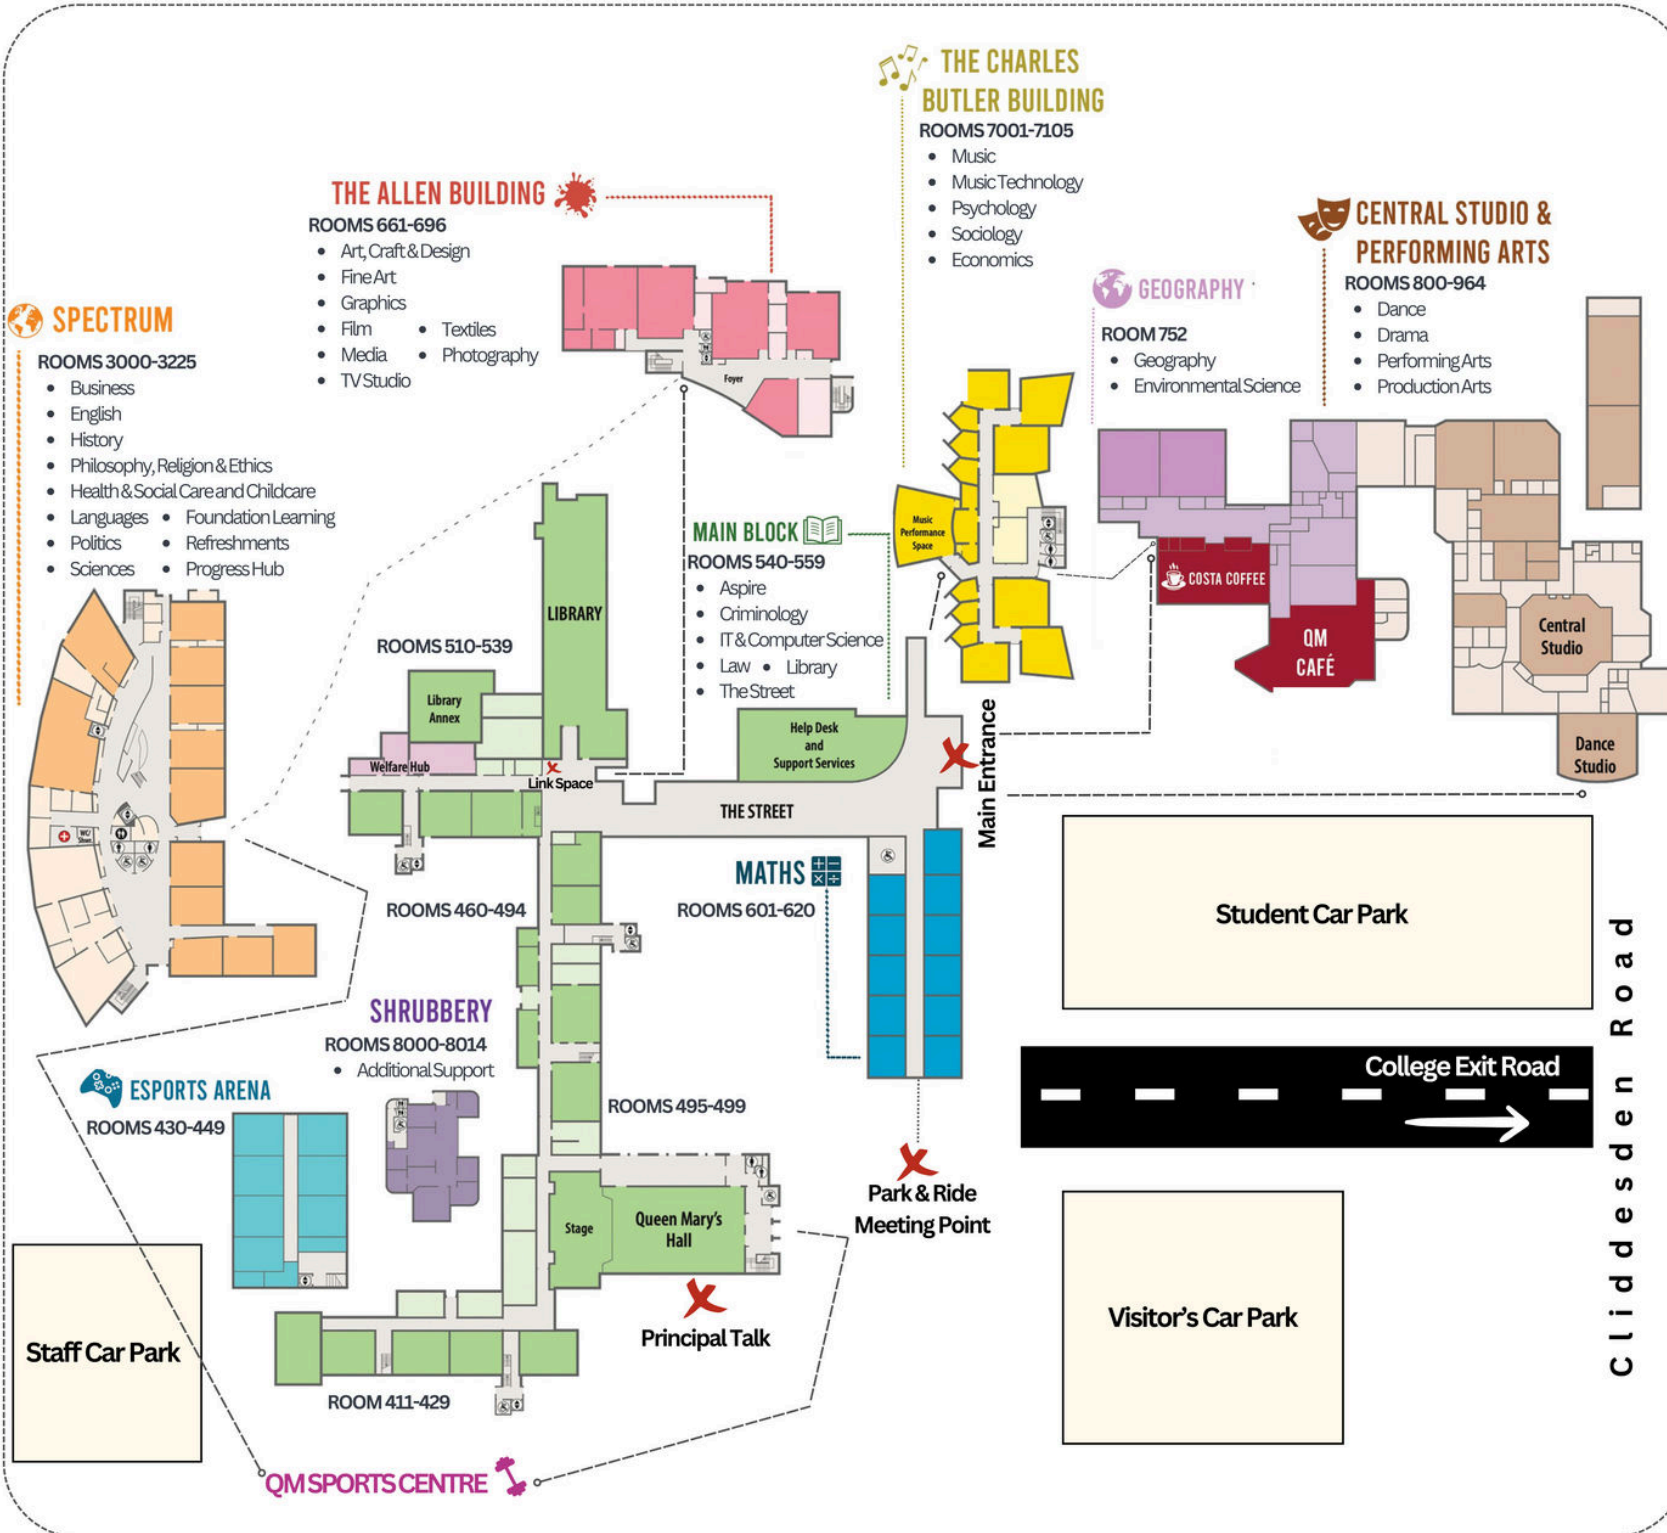 THE CHARLES
BUTLER BUILDING
ROOMS 7001-7105
• Music
• Music Technology
• Psychology
• Sociology
• Economics
THE ALLEN BUILDING
ROOMS 661-696
• Art, Craft & Design
• Fine Art
• Graphics
• Film • Textiles
• Media • Photography
• TV Studio
Foyer
CENTRAL STUDIO &
PERFORMING ARTS
ROOMS 800-964
• Dance
• Drama
• Performing Arts
• Production Arts
GEOGRAPHY
ROOM 752
• Geography
• Environmental Science
SPECTRUM
ROOMS 3000-3225
• Business
• English
• History
• Philosophy, Religion & Ethics
• Health & Social Care and Childcare
• Languages • Foundation Learning
• Politics • Refreshments
• Sciences • Progress Hub
MAIN BLOCK
ROOMS 540-559
• Aspire
• Criminology
• IT & Computer Science
• Law • Library
• The Street
Music
Performance
Space
COSTA COFFEE
QM
CAFÉ
Central
Studio
Dance
Studio
LIBRARY
ROOMS 510-539
Library
Annex
Welfare Hub
Link Space
Help Desk
and
Support Services
THE STREET
Main Entrance
WC/
MATHS
ROOMS 601-620
ROOMS 460-494
Student Car Park
SHRUBBERY
ROOMS 8000-8014
• Additional Support
ESPORTS ARENA
ROOMS 430-449
ROOMS 495-499
College Exit Road
Cliddesden Road
Park & Ride
Meeting Point
Stage
Queen Mary's
Hall
Principal Talk
Visitor's Car Park
Staff Car Park
ROOM 411-429
QM SPORTS CENTRE